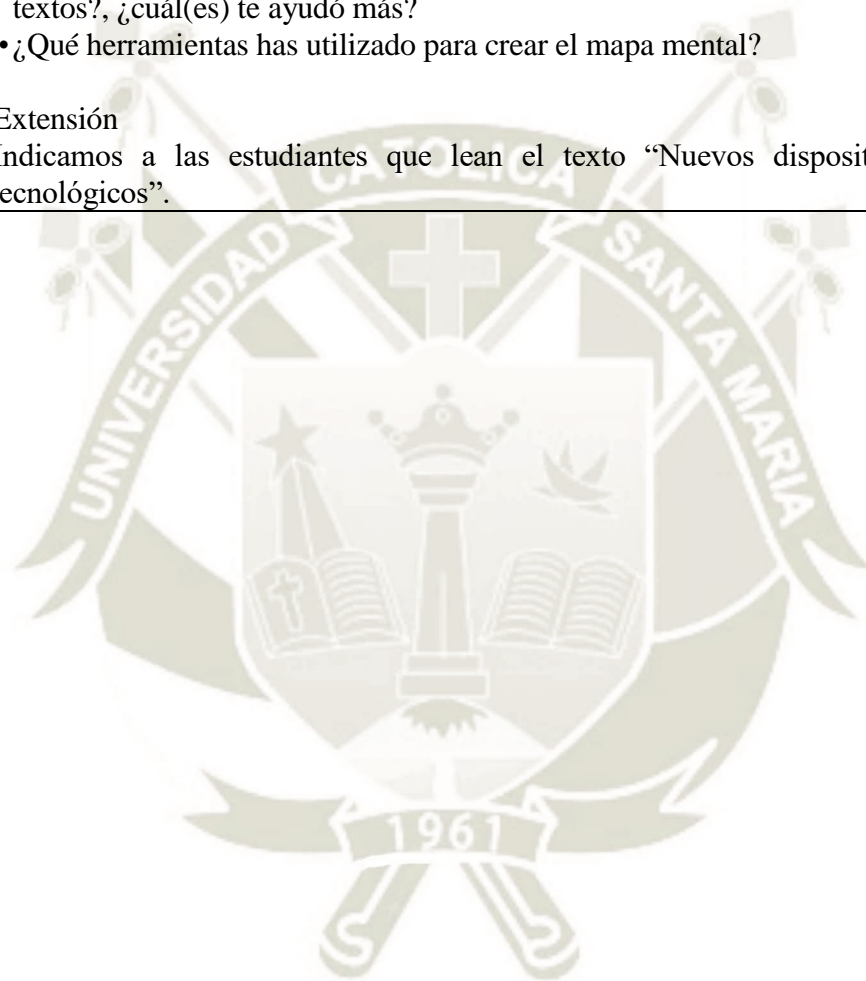 textos?, ¿cuál(es) te ayudó más?
•¿Qué herramientas has utilizado para crear el mapa mental?
Extensión
Indicamos a las estudiantes que lean el texto “Nuevos disposit
ecnológicos”.
UNIVERSIDAD CATOLICA SANTA MARIA
1961